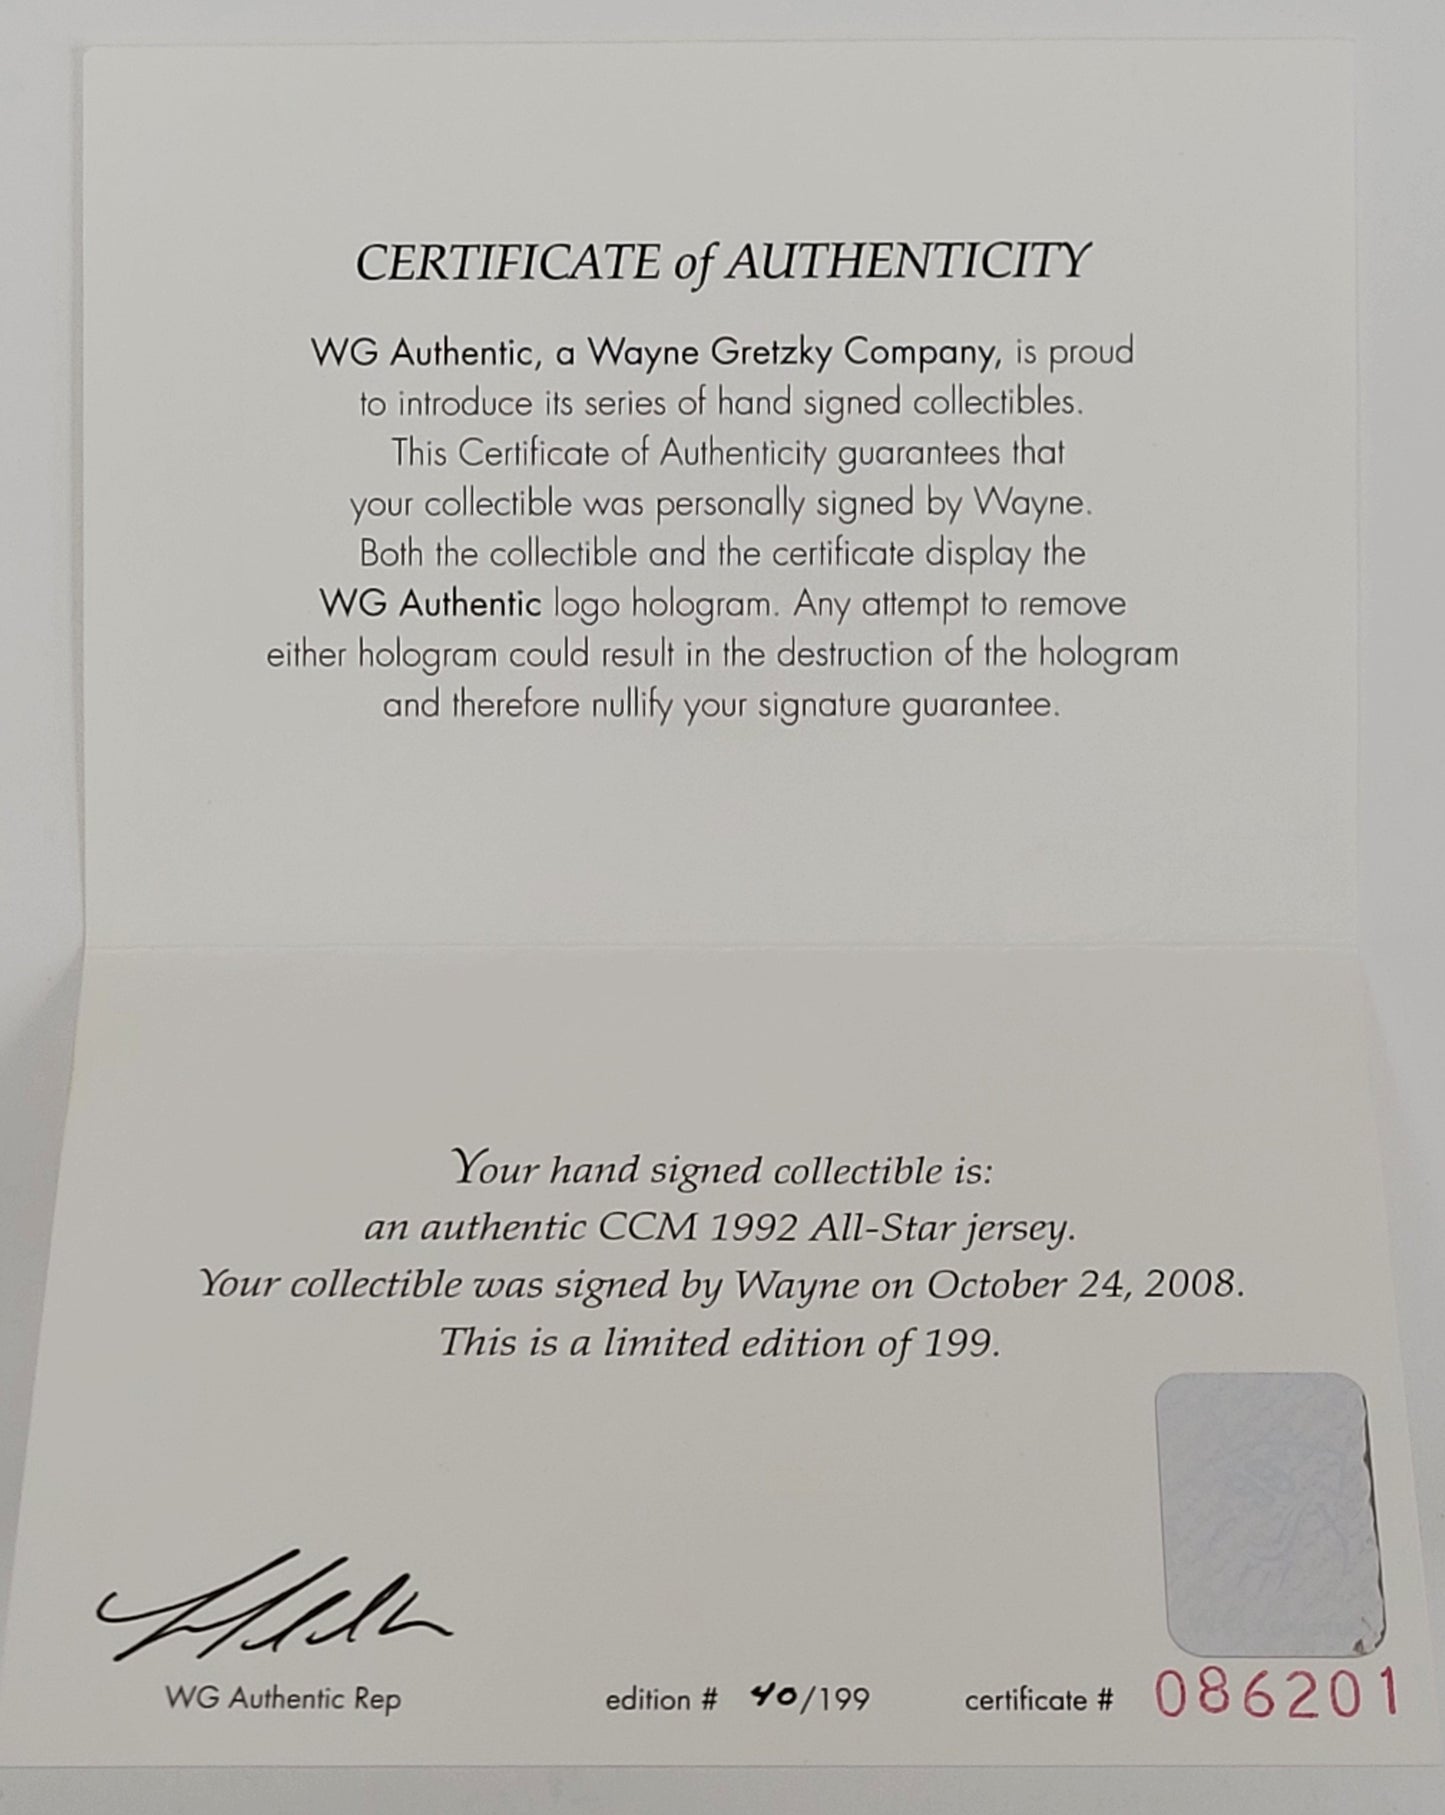 CERTIFICATE of AUTHENTICITY
WG Authentic, a Wayne Gretzky Company, is proud
to introduce its series of hand signed collectibles.
This Certificate of Authenticity guarantees that
your collectible was personally signed by Wayne.
Both the collectible and the certificate display the
WG Authentic logo hologram. Any attempt to remove
either hologram could result in the destruction of the hologram
and therefore nullify your signature guarantee.
Your hand signed collectible is:
an authentic CCM 1992 All-Star jersey.
Your collectible was signed by Wayne on October 24, 2008.
This is a limited edition of 199.
WG Authentic Rep edition # 40/199 certificate # 086201